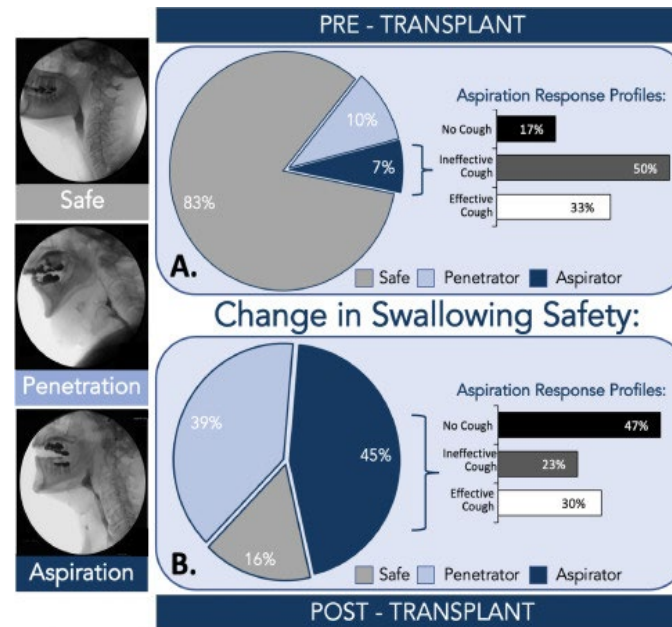 PRE - TRANSPLANT
Safe
Penetration
Aspiration
10%
7%
83%
A.
Aspiration Response Profiles:
No Cough
17%
Ineffective
Cough
50%
Effective
Cough
33%
Safe Penetrator Aspirator
Change in Swallowing Safety:
39%
45%
16%
B.
Aspiration Response Profiles:
No Cough
47%
Ineffective
Cough
23%
Effective
Cough
30%
Safe Penetrator Aspirator
POST - TRANSPLANT